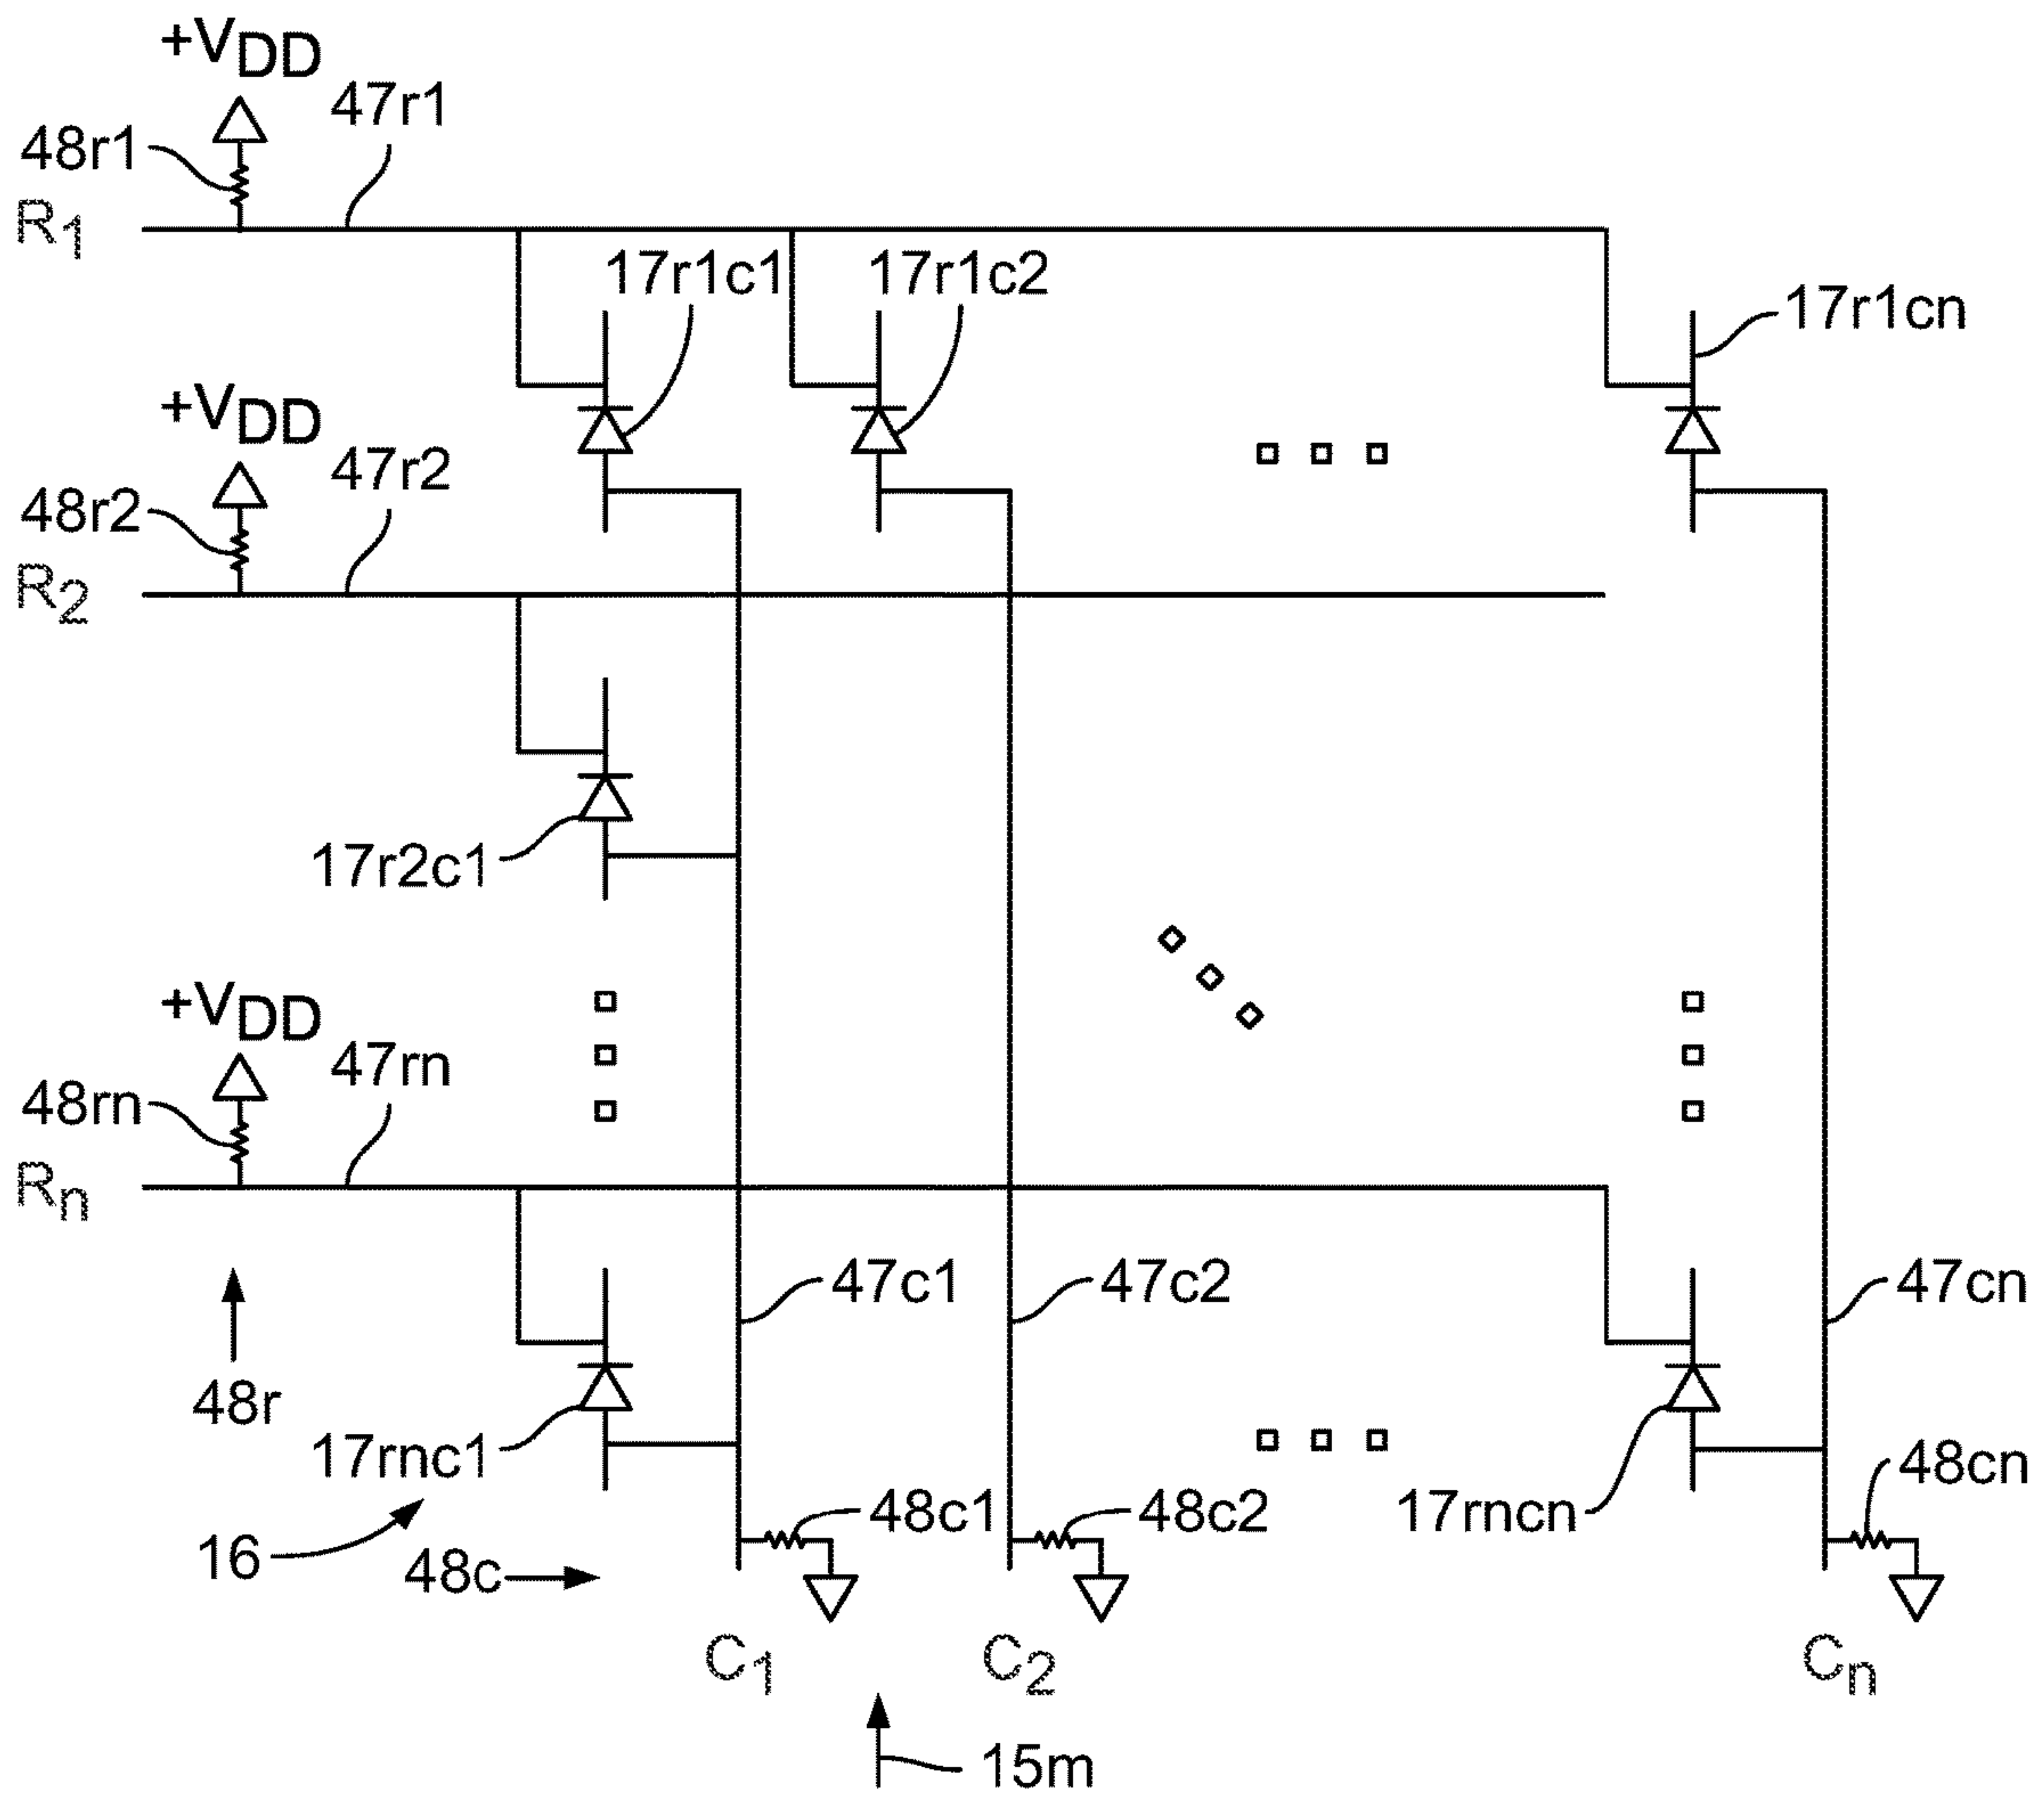 +VDD
47r1
48r1
R1
17r1c1
17r1c2
17r1cn
+VDD
47r2
48r2
R2
17r2c1
+VDD
47rn
48rn
Rn
47c1
47c2
47cn
48r
17rnc1
48cn
48c1
48c2
17rncn
16
48c
C1
C2
Cn
15m